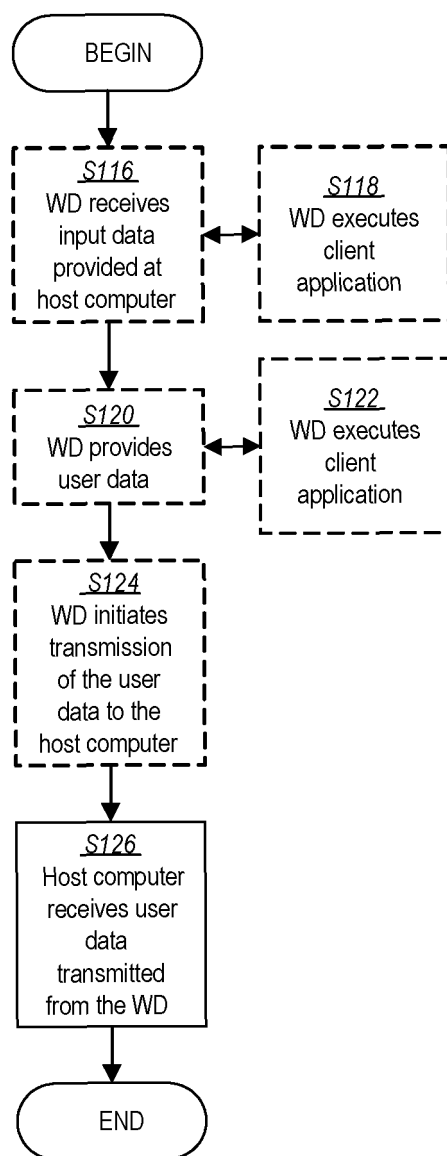 BEGIN
S116
WD receives
input data
provided at
host computer
S118
WD executes
client
application
S120
WD provides
user data
S122
WD executes
client
application
S124
WD initiates
transmission
of the user
data to the
host computer
S126
Host computer
receives user
data
transmitted
from the WD
END